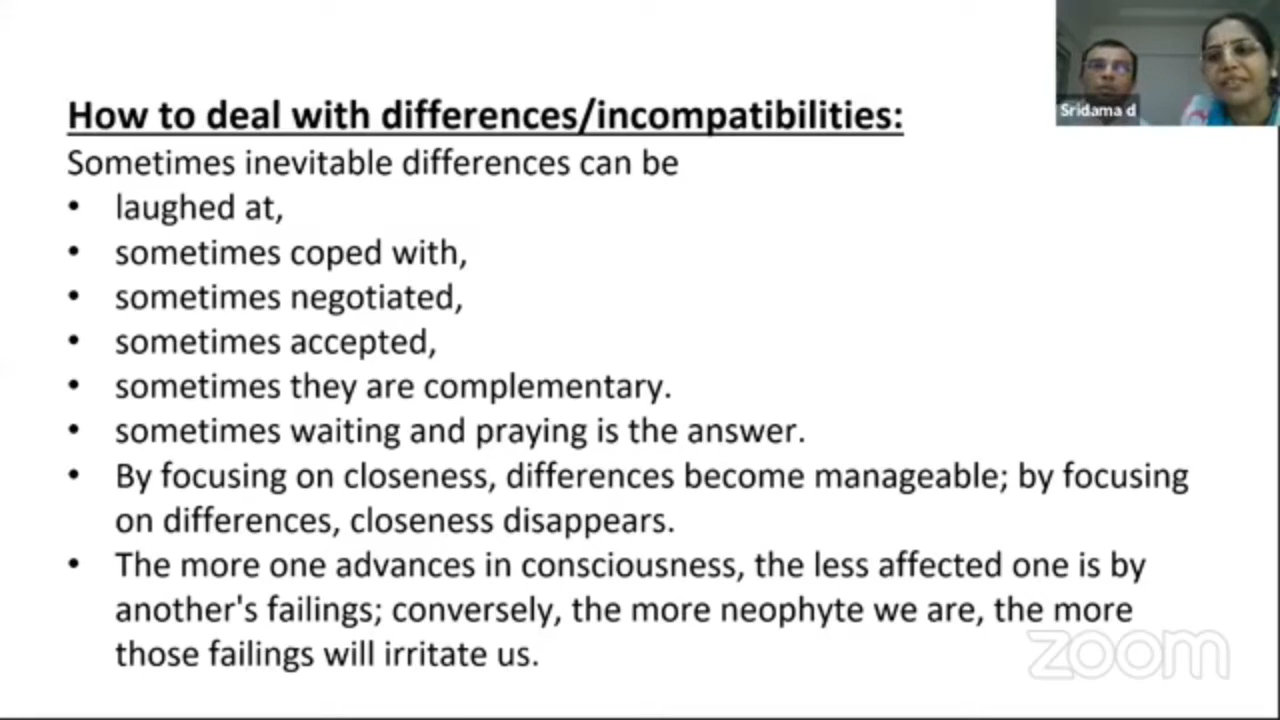 Sridama d
How to deal with differences/incompatibilities:
Sometimes inevitable differences can be
• laughed at,
• sometimes coped with,
• sometimes negotiated,
• sometimes accepted,
• sometimes they are complementary.
• sometimes waiting and praying is the answer.
• By focusing on closeness, differences become manageable; by focusing
on differences, closeness disappears.
• The more one advances in consciousness, the less affected one is by
another's failings; conversely, the more neophyte we are, the more
those failings will irritate us.
zoom